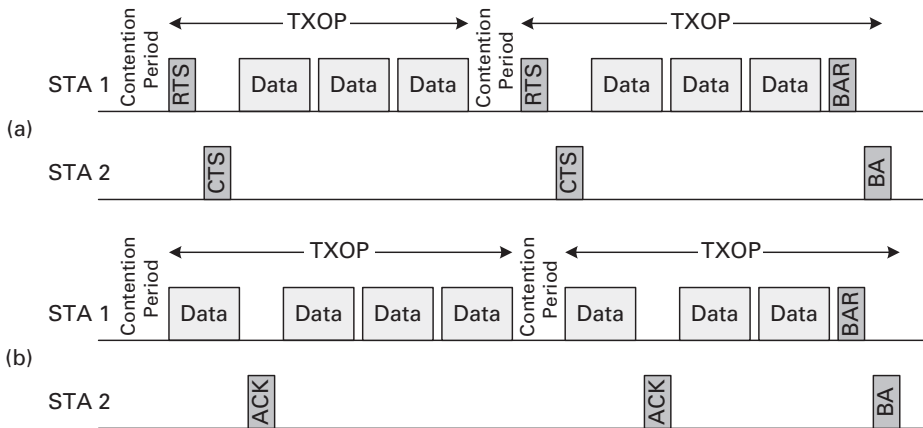 Contention Period
TXOP
Contention Period
TXOP
STA 1
RTS
Data
Data
Data
RTS
Data
Data
Data
BAR
(a)
STA 2
CTS
CTS
BA
Contention Period
TXOP
Contention Period
TXOP
STA 1
Data
Data
Data
Data
Data
Data
Data
BAR
(b)
STA 2
ACK
ACK
BA